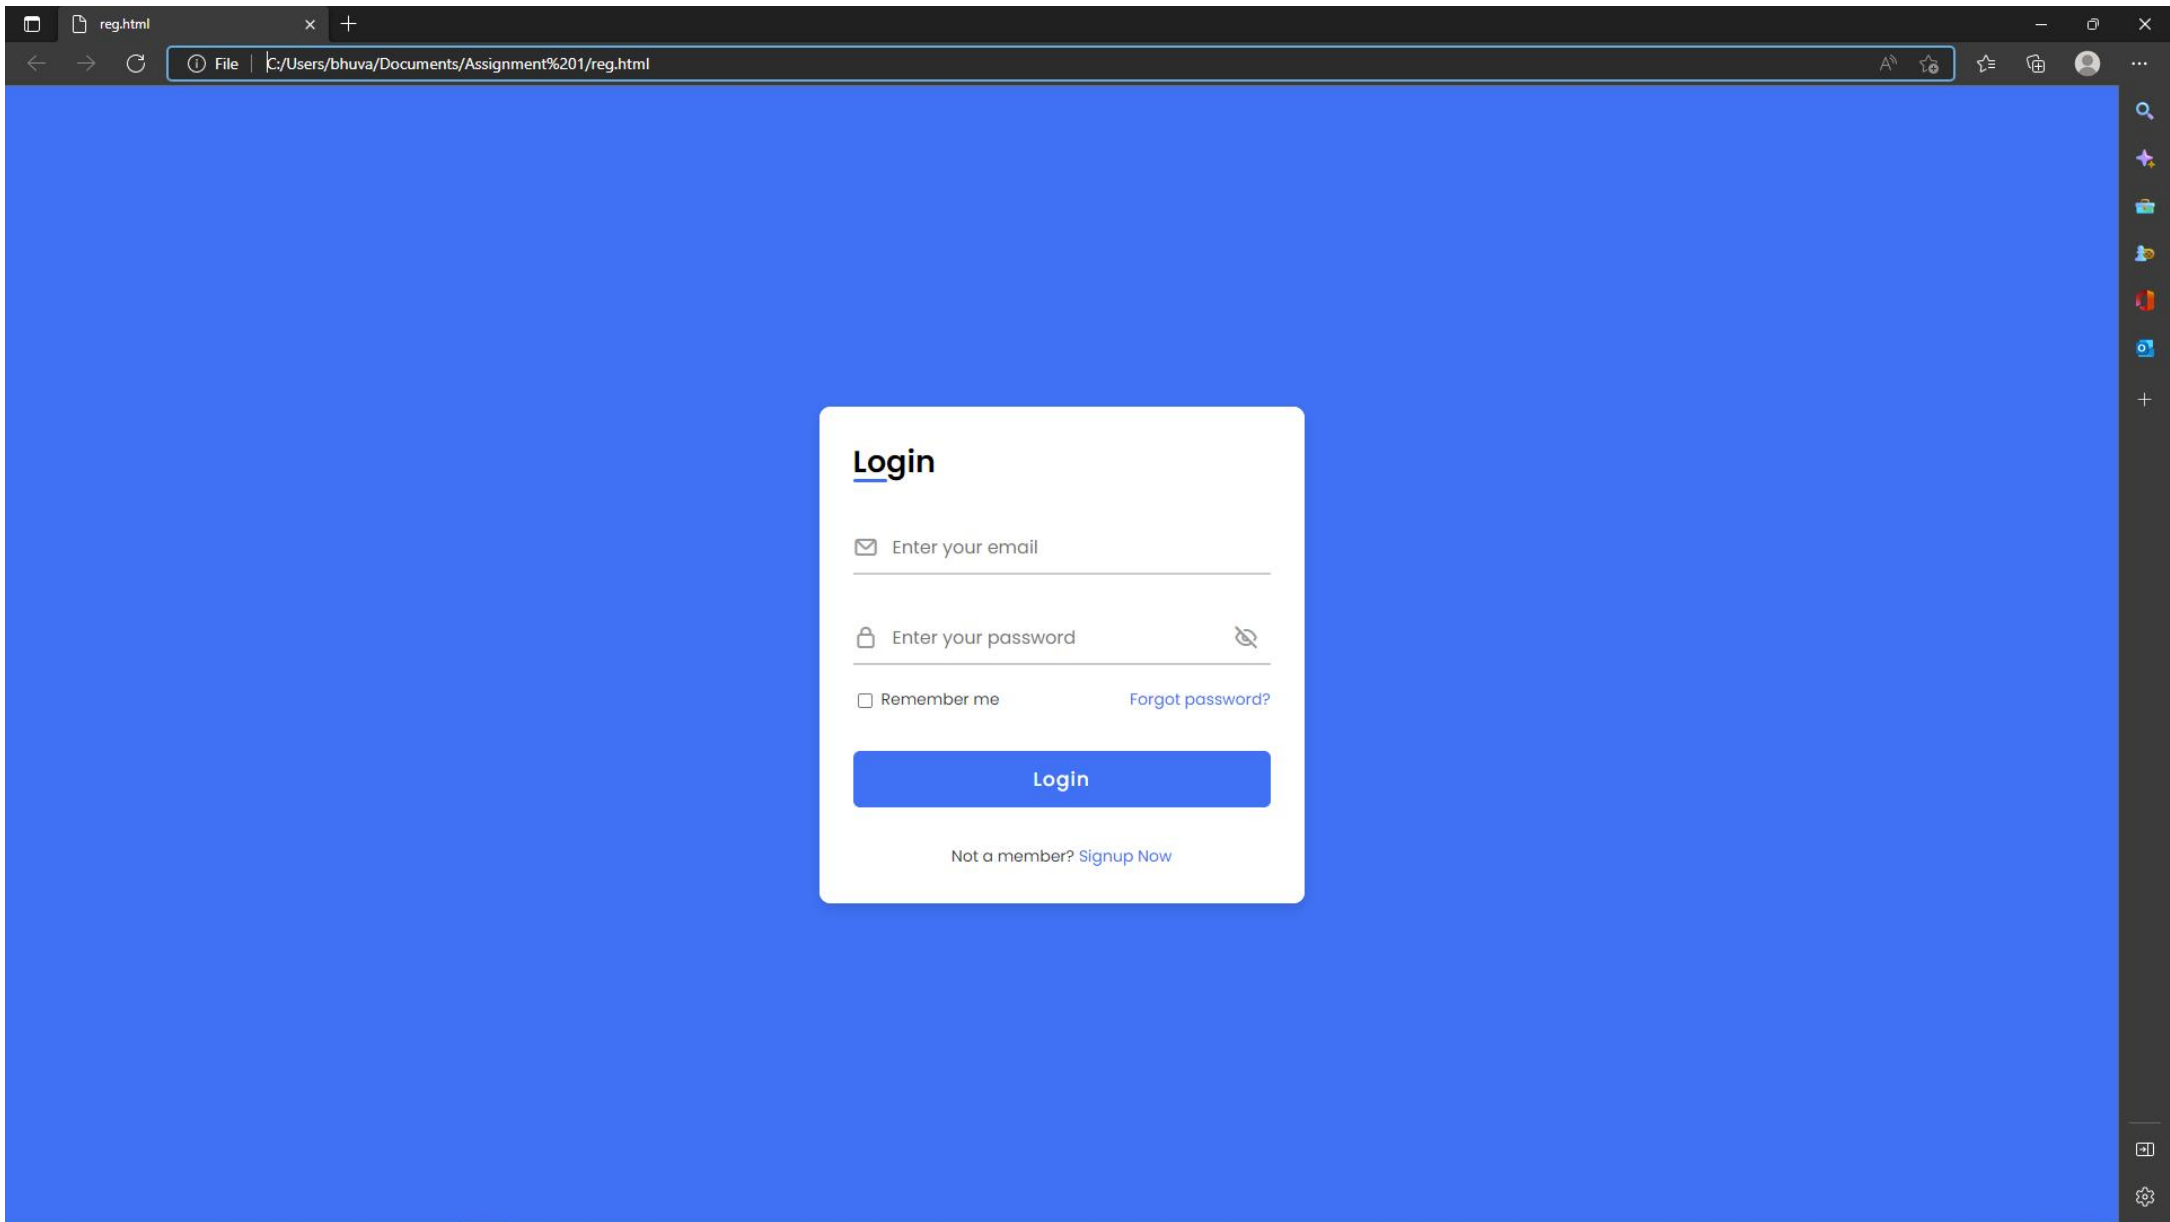 reg.html
File C:/Users/bhuva/Documents/Assignment%201/reg.html
Login
Enter your email
Enter your password
Remember me Forgot password?
Login
Not a member? Signup Now